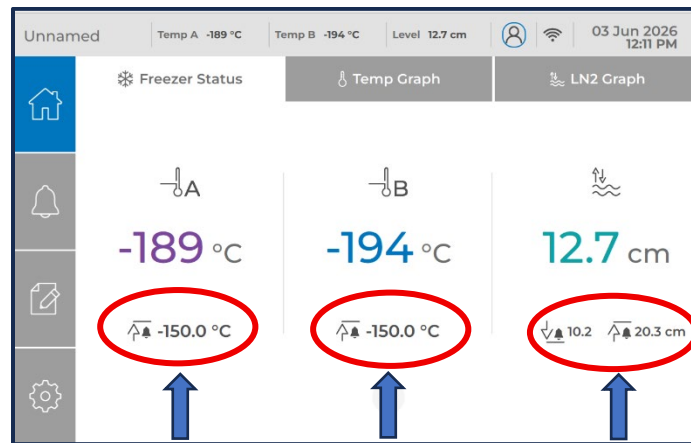 Unnamed Temp A -189 °C Temp B -194 °C Level 12.7 cm 03 Jun 2026
12:11 PM
Freezer Status Temp Graph LN2 Graph
A B
-189 °C -194 °C 12.7 cm
-150.0 °C -150.0 °C 10.2 20.3 cm